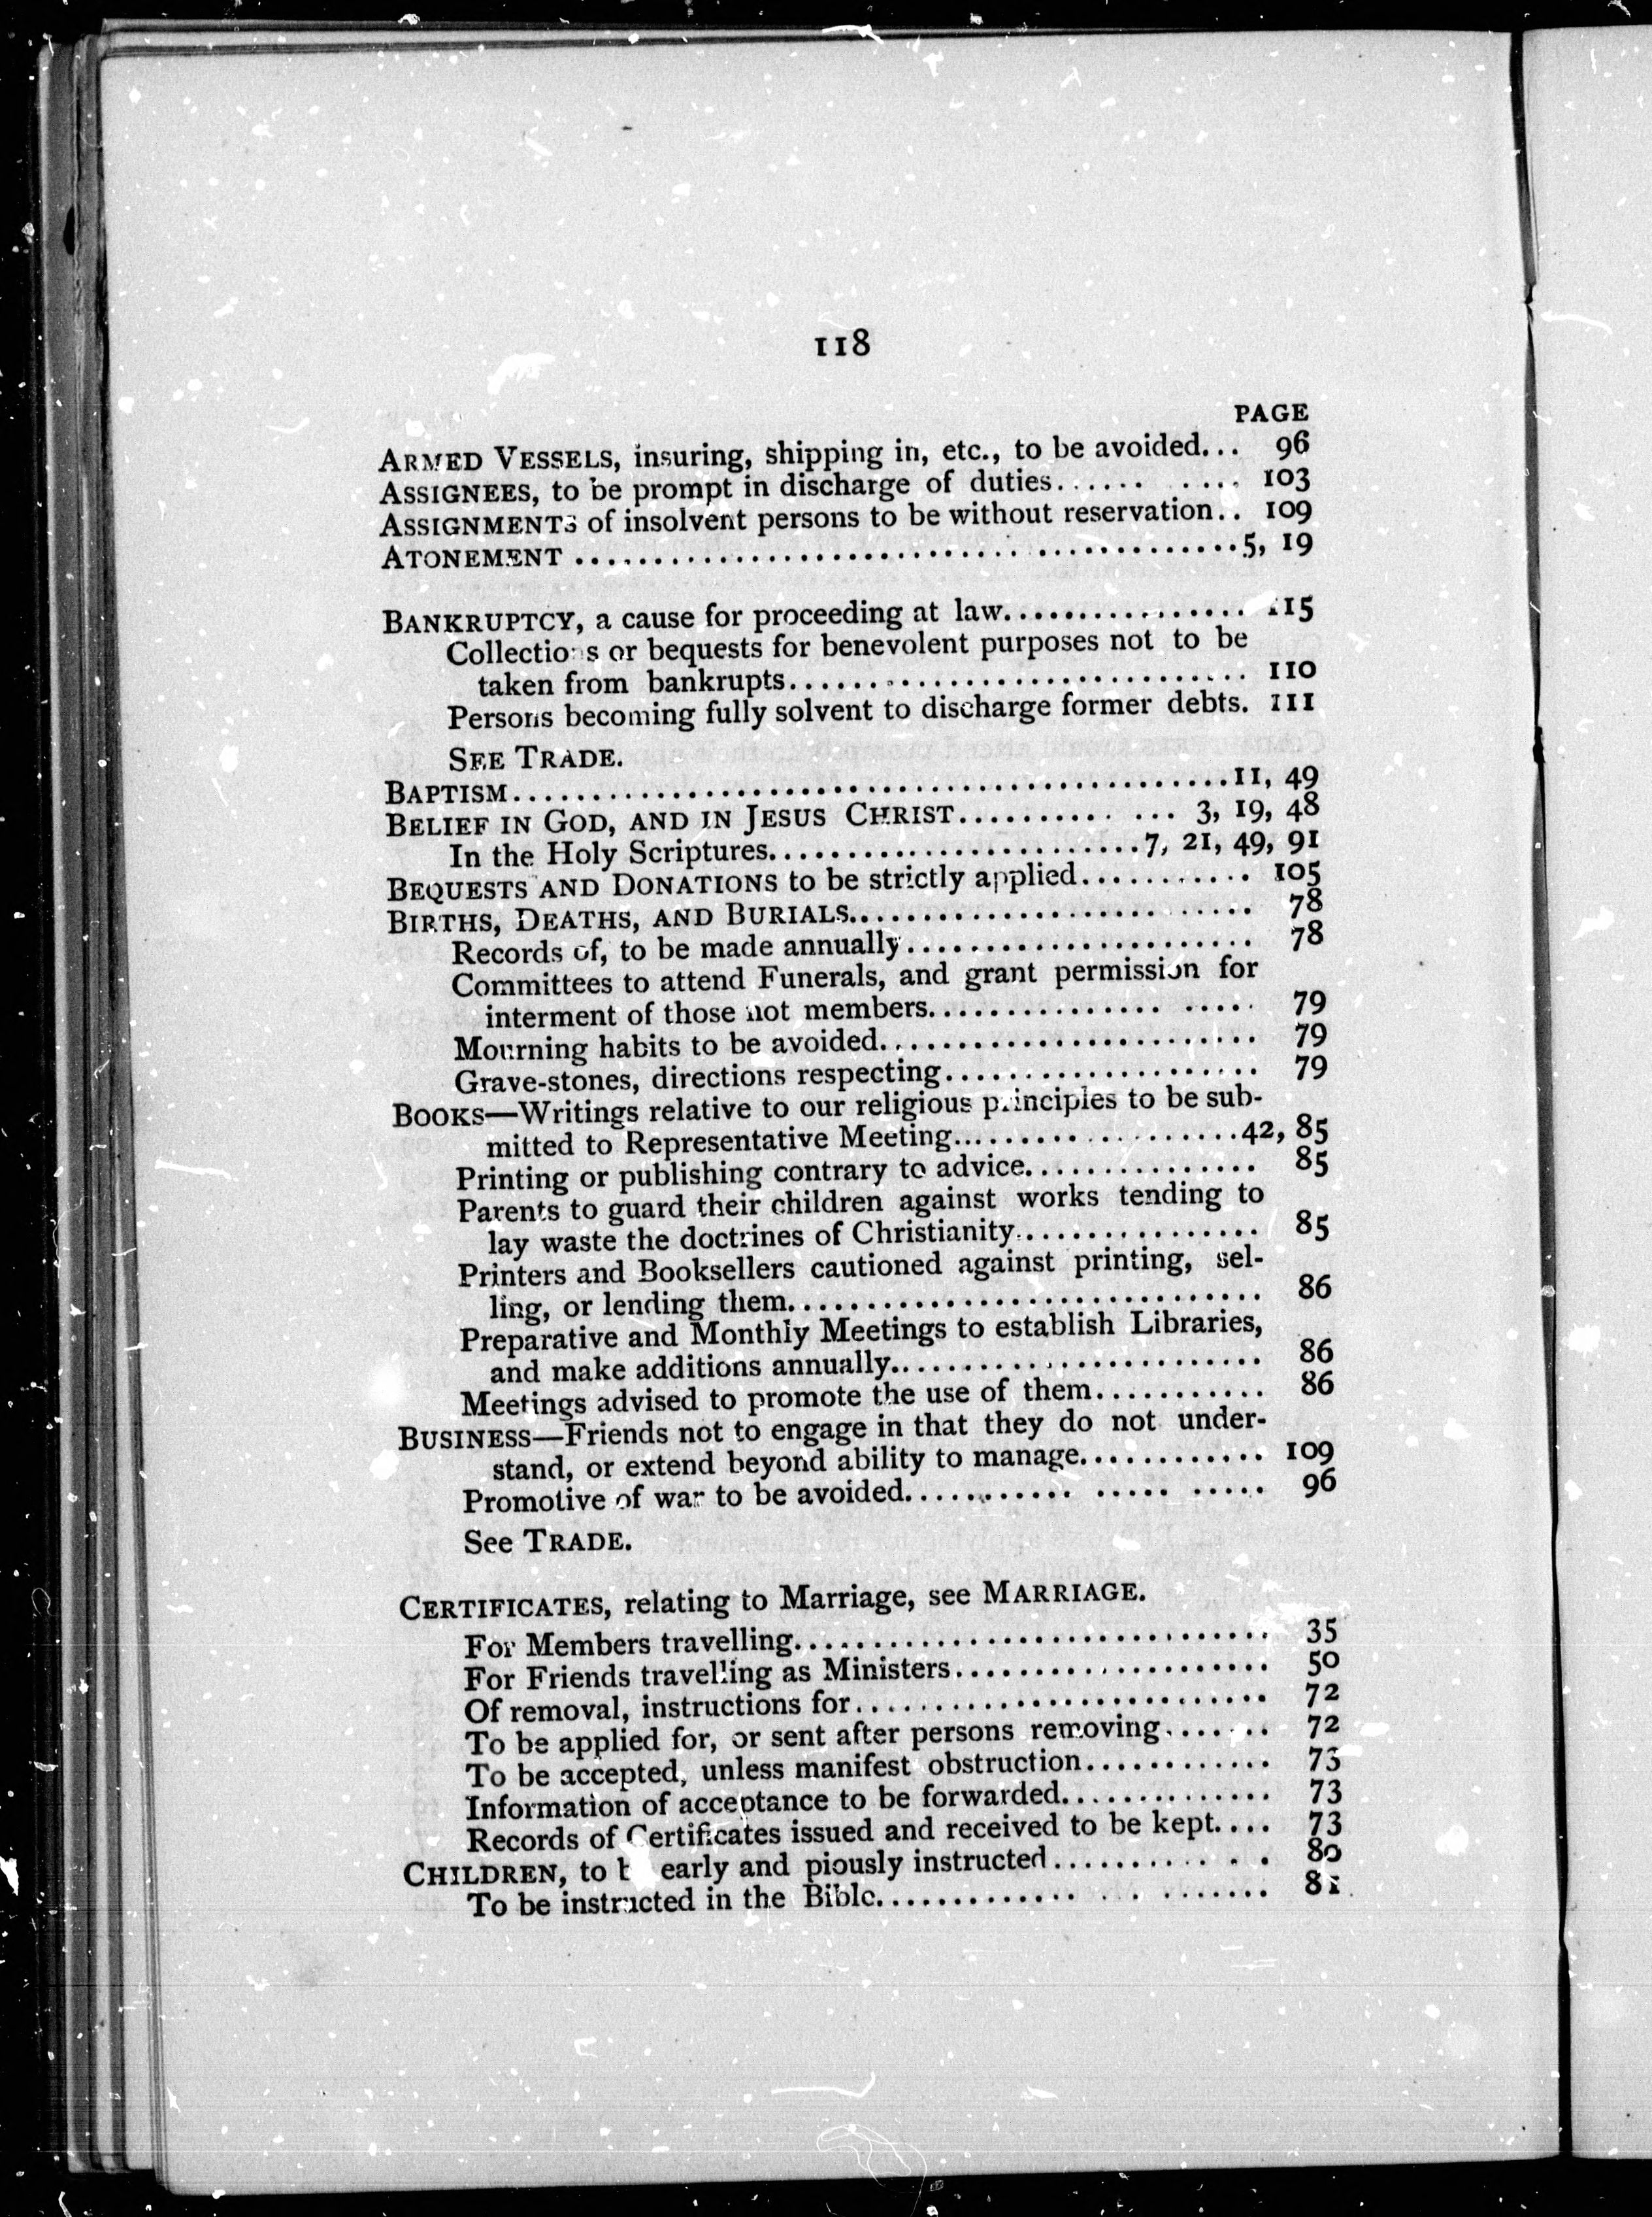 118
PAGE
ARMED VESSELS, insuring, shipping in, etc., to be avoided... 96
ASSIGNEES, to be prompt in discharge of duties...... .... 103
ASSIGNMENTS of insolvent persons to be without reservation.. 109
ATONEMENT ..........................................5, 19
BANKRUPTCY, a cause for proceeding at law................ 115
Collections or bequests for benevolent purposes not to be
taken from bankrupts............................. 110
Persons becoming fully solvent to discharge former debts. 111
SEE TRADE.
BAPTISM.............................................11, 49
BELIEF IN GOD, AND IN JESUS CHRIST.......... ... 3, 19, 48
In the Holy Scriptures........................7, 21, 49, 91
BEQUESTS AND DONATIONS to be strictly applied........... 105
BIRTHS, DEATHS, AND BURIALS.......................... 78
Records of, to be made annually...................... 78
Committees to attend Funerals, and grant permission for
interment of those not members............... ..... 79
Mourning habits to be avoided........................ 79
Grave-stones, directions respecting.................... 79
BOOKS—Writings relative to our religious principles to be sub-
mitted to Representative Meeting..................42, 85
Printing or publishing contrary to advice............... 85
Parents to guard their children against works tending to
lay waste the doctrines of Christianity................ 85
Printers and Booksellers cautioned against printing, sel-
ling, or lending them.............................. 86
Preparative and Monthly Meetings to establish Libraries,
and make additions annually........................ 86
Meetings advised to promote the use of them........... 86
BUSINESS—Friends not to engage in that they do not under-
stand, or extend beyond ability to manage............ 109
Promotive of war to be avoided........... ..... ..... 96
See TRADE.
CERTIFICATES, relating to Marriage, see MARRIAGE.
For Members travelling.............................. 35
For Friends travelling as Ministers.................... 50
Of removal, instructions for.......................... 72
To be applied for, or sent after persons removing....... 72
To be accepted, unless manifest obstruction............ 73
Information of acceptance to be forwarded.............. 73
Records of Certificates issued and received to be kept.... 73
CHILDREN, to b early and piously instructed............. 80
To be instructed in the Bible............. .. ....... 81